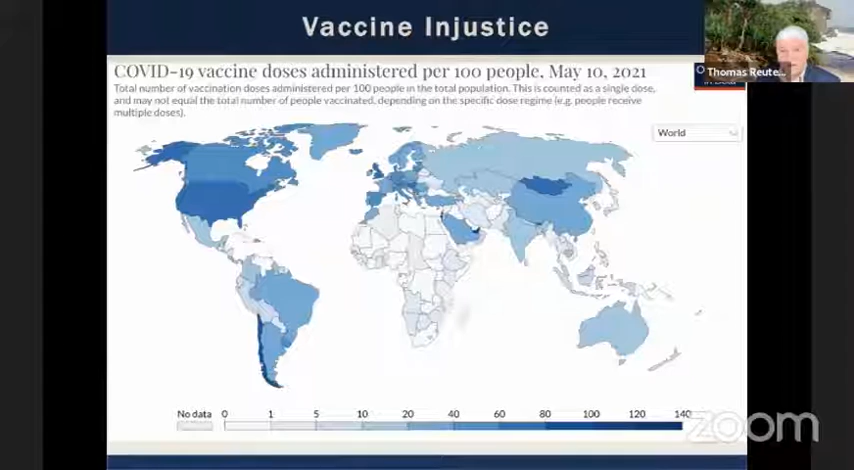 Vaccine Injustice
Thomas Reute...
COVID-19 vaccine doses administered per 100 people, May 10, 2021
Total number of vaccination doses administered per 100 people in the total population. This is counted as a single dose,
and may not equal the total number of people vaccinated, depending on the specific dose regime (e.g. people receive
multiple doses).
World
No data 0 1 5 10 20 40 60 80 100 120 140
zoom